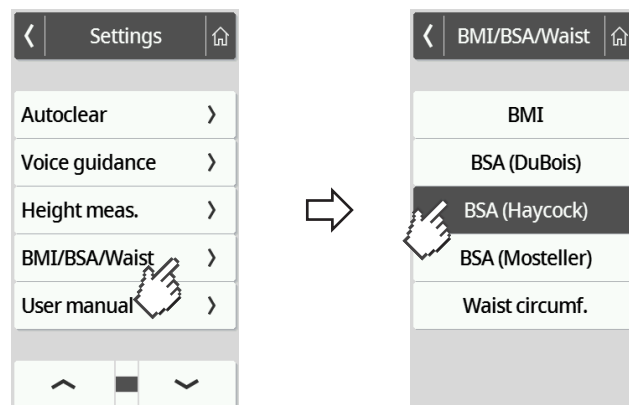 Settings
Autoclear
Voice guidance
Height meas.
BMI/BSA/Waist
User manual
BMI/BSA/Waist
BMI
BSA (DuBois)
BSA (Haycock)
BSA (Mosteller)
Waist circumf.